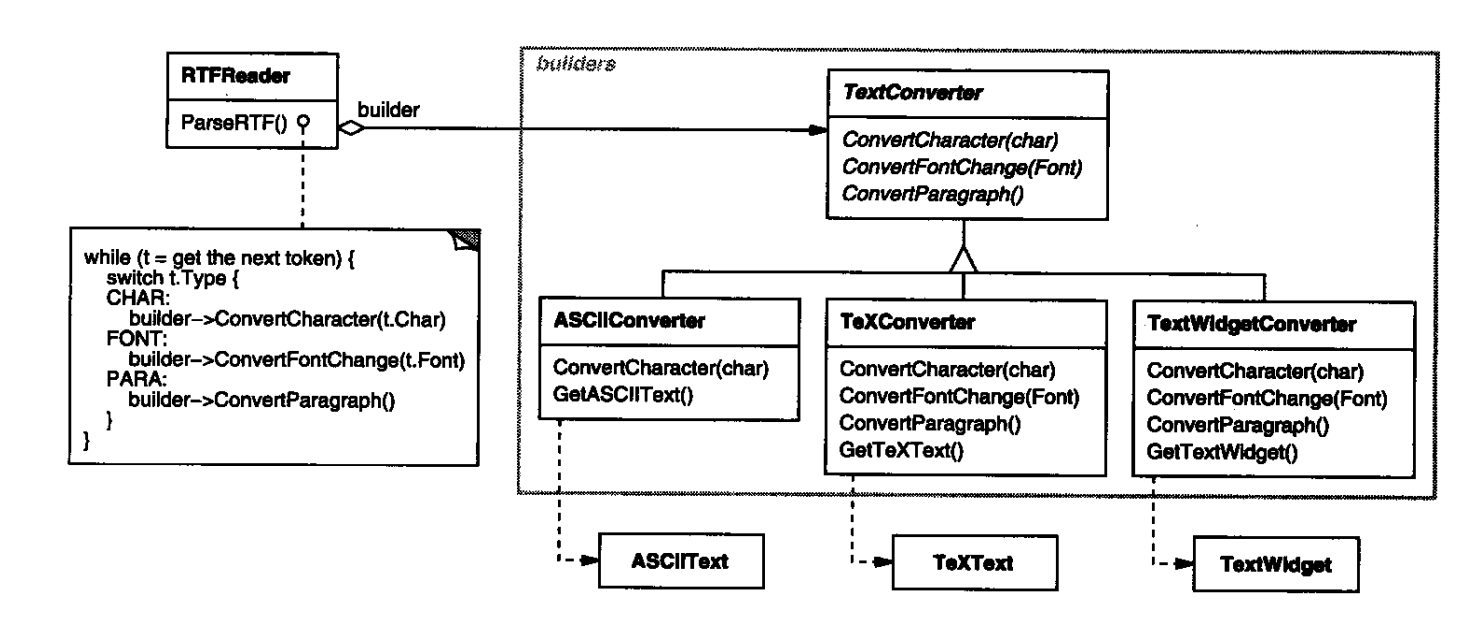 RTFReader
ParseRTF()
builder
while (t = get the next token) {
switch t.Type {
CHAR:
builder–>ConvertCharacter(t.Char)
FONT:
builder–>ConvertFontChange(t.Font)
PARA:
builder–>ConvertParagraph()
}
}
builders
TextConverter
ConvertCharacter(char)
ConvertFontChange(Font)
ConvertParagraph()
ASCIIConverter
ConvertCharacter(char)
GetASCIIText()
TeXConverter
ConvertCharacter(char)
ConvertFontChange(Font)
ConvertParagraph()
GetTeXText()
TextWidgetConverter
ConvertCharacter(char)
ConvertFontChange(Font)
ConvertParagraph()
GetTextWidget()
ASCIIText
TeXText
TextWidget